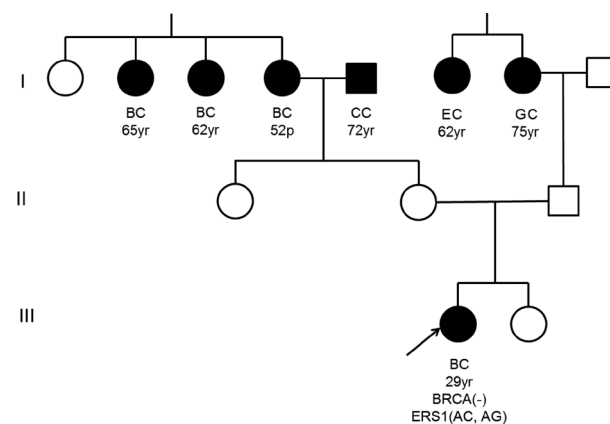 I
BC
65yr
BC
62yr
BC
52p
CC
72yr
EC
62yr
GC
75yr
II
III
BC
29yr
BRCA(-)
ERS1(AC, AG)